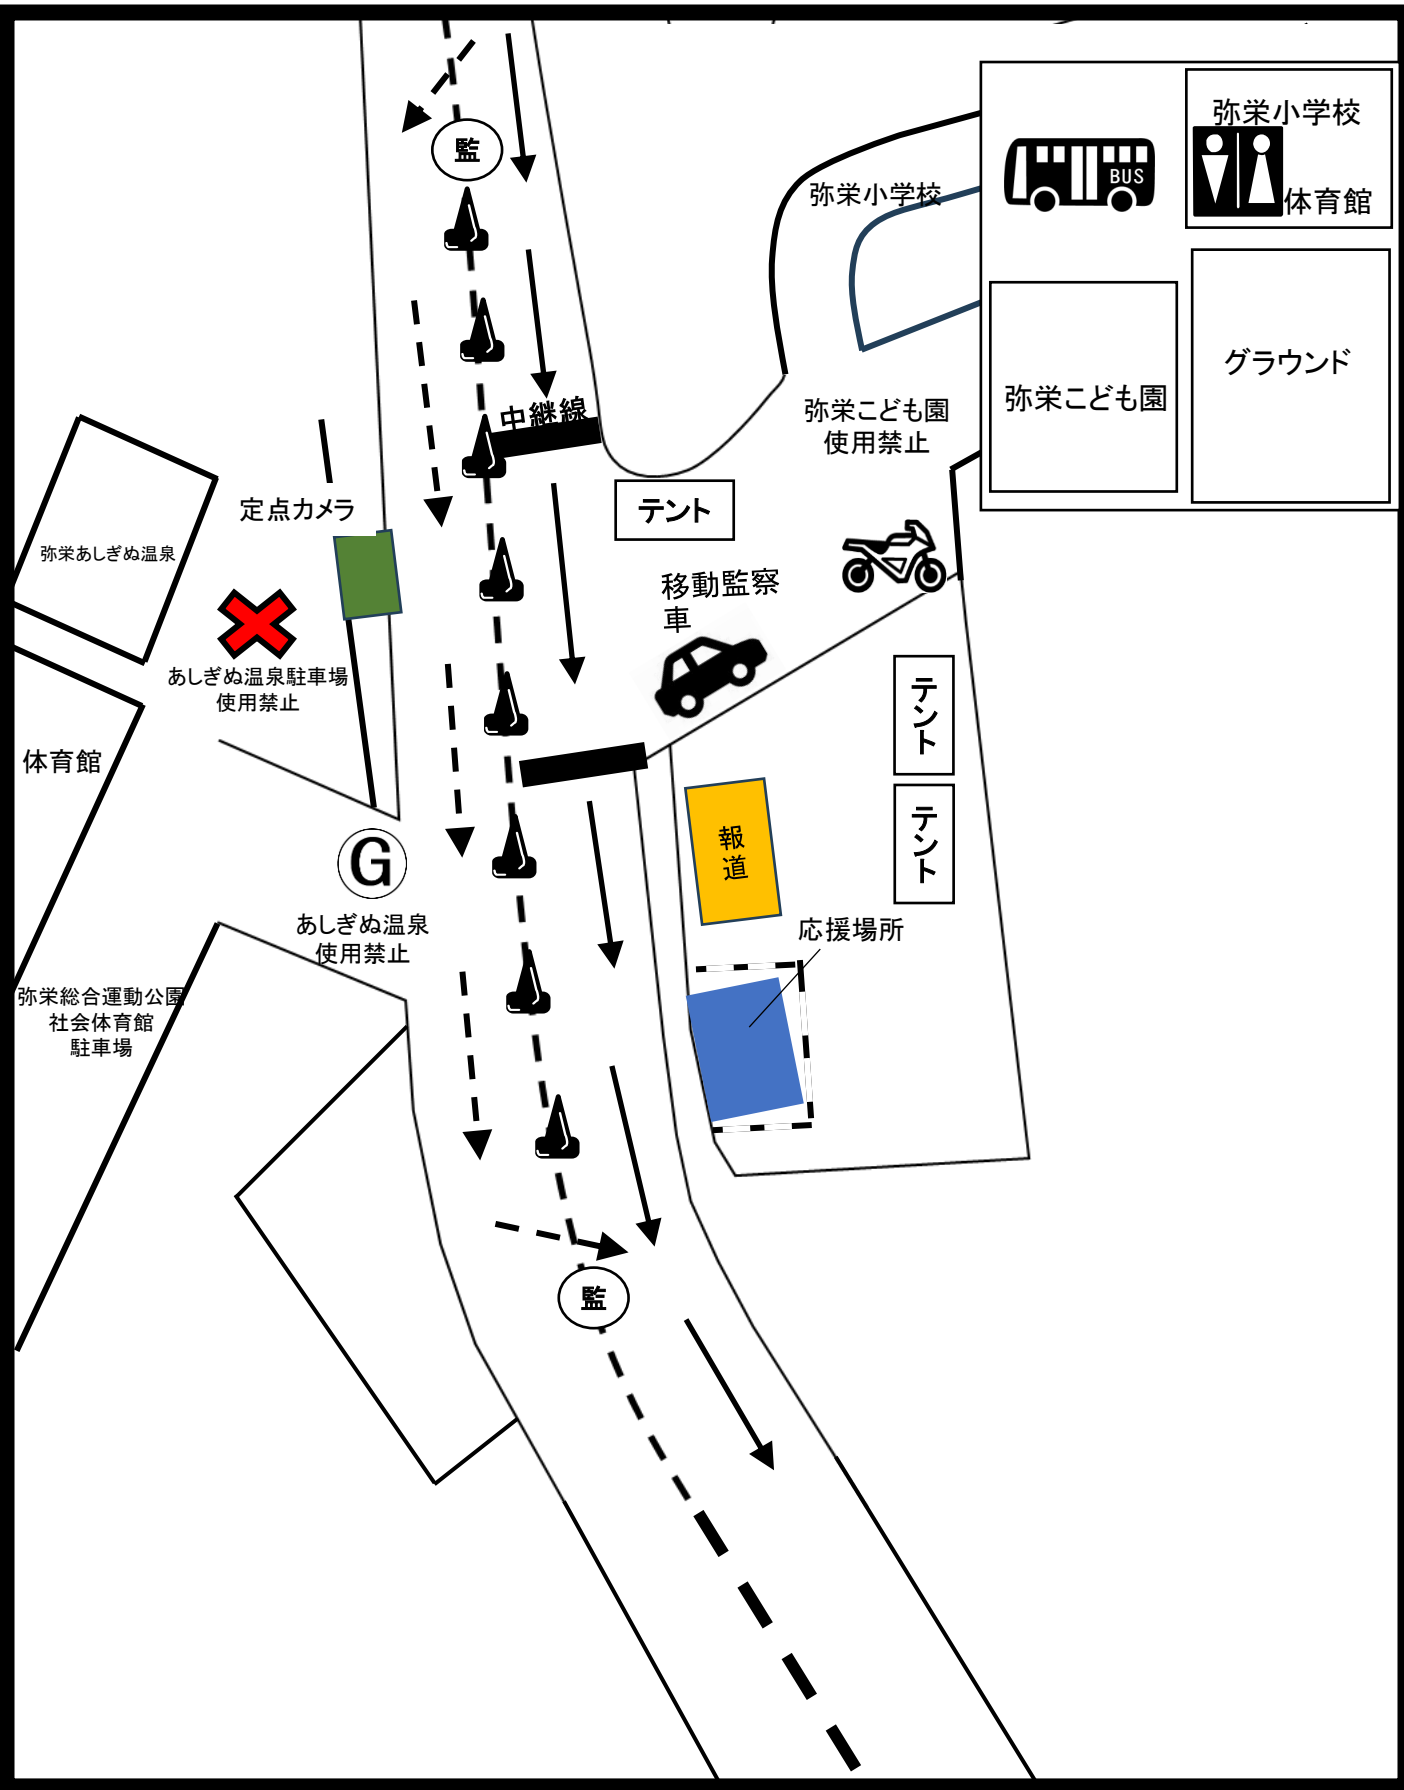 監
弥栄小学校
体育館
BUS
弥栄小学校
グラウンド
弥栄こども園
弥栄こども園
使用禁止
中継線
テント
定点カメラ
弥栄あしぎぬ温泉
移動監察
車
あしぎぬ温泉駐車場
使用禁止
テント
体育館
テント
報
道
G
あしぎぬ温泉
使用禁止
応援場所
弥栄総合運動公園
社会体育館
駐車場
監